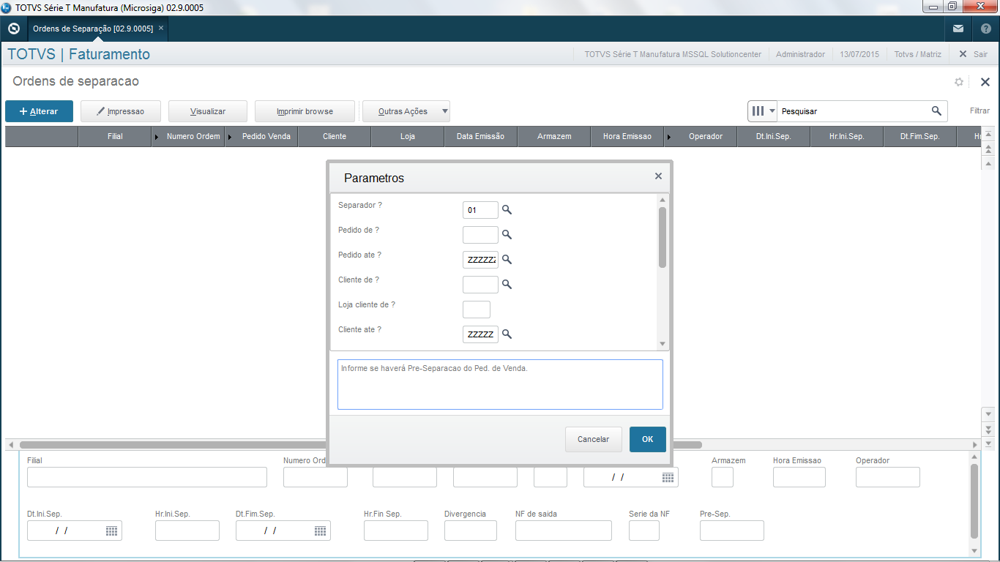 TOTVS Série T Manufatura (Microsiga) 02.9.0005
Ordens de Separação [02.9.0005]
TOTVS | Faturamento
TOTVS Série T Manufatura MSSQL Solutioncenter Administrador 13/07/2015 Totvs / Matriz Sair
Ordens de separacao
+ Alterar Impressao Visualizar Imprimir browse Outras Ações Pesquisar Filtrar
Filial Numero Ordem Pedido Venda Cliente Loja Data Emissão Armazem Hora Emissao Operador Dt.Ini.Sep. Hr.Ini.Sep. Dt.Fim.Sep.
Parametros
Separador ? 01
Pedido de ?
Pedido ate ? ZZZZZZ
Cliente de ?
Loja cliente de ?
Cliente ate ? ZZZZZ
Informe se haverá Pre-Separacao do Ped. de Venda.
Cancelar OK
Filial Numero Armazem Hora Emissao Operador
/ /
Dt.Ini.Sep. Hr.Ini.Sep. Dt.Fim.Sep. Hr.Fin Sep. Divergencia NF de saida Serie da NF Pre-Sep.
/ / / /